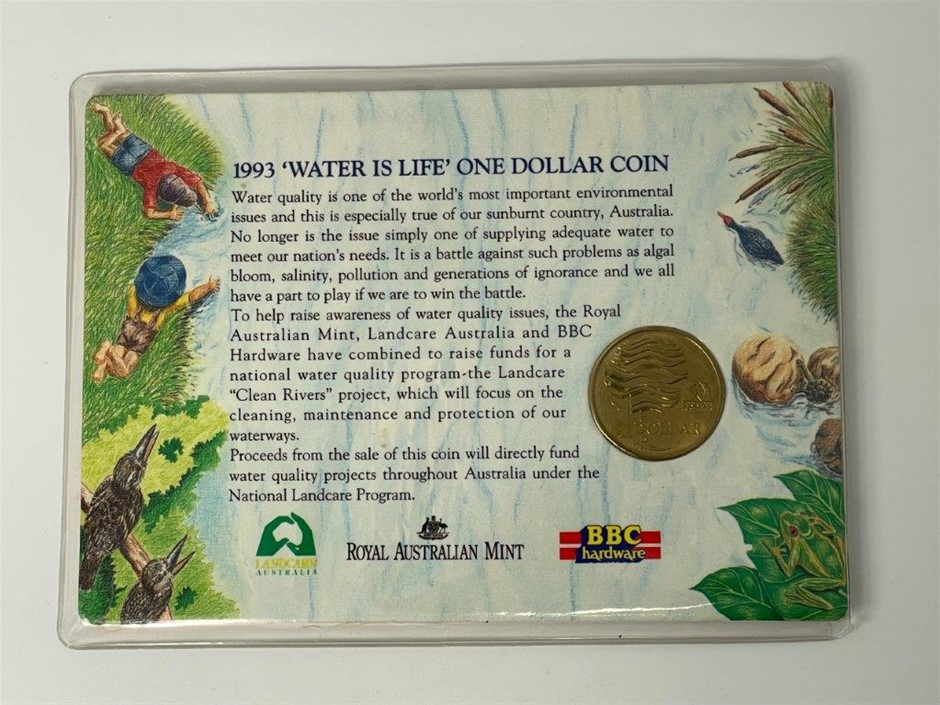 1993 ‘WATER IS LIFE’ ONE DOLLAR COIN
Water quality is one of the world’s most important environmental
issues and this is especially true of our sunburnt country, Australia.
No longer is the issue simply one of supplying adequate water to
meet our nation’s needs. It is a battle against such problems as algal
bloom, salinity, pollution and generations of ignorance and we all
have a part to play if we are to win the battle.
To help raise awareness of water quality issues, the Royal
Australian Mint, Landcare Australia and BBC
Hardware have combined to raise funds for a
national water quality program-the Landcare
“Clean Rivers” project, which will focus on the
cleaning, maintenance and protection of our
waterways.
Proceeds from the sale of this coin will directly fund
water quality projects throughout Australia under the
National Landcare Program.
1 DOLLAR
LANDCARE
AUSTRALIA
ROYAL AUSTRALIAN MINT
BBC
hardware